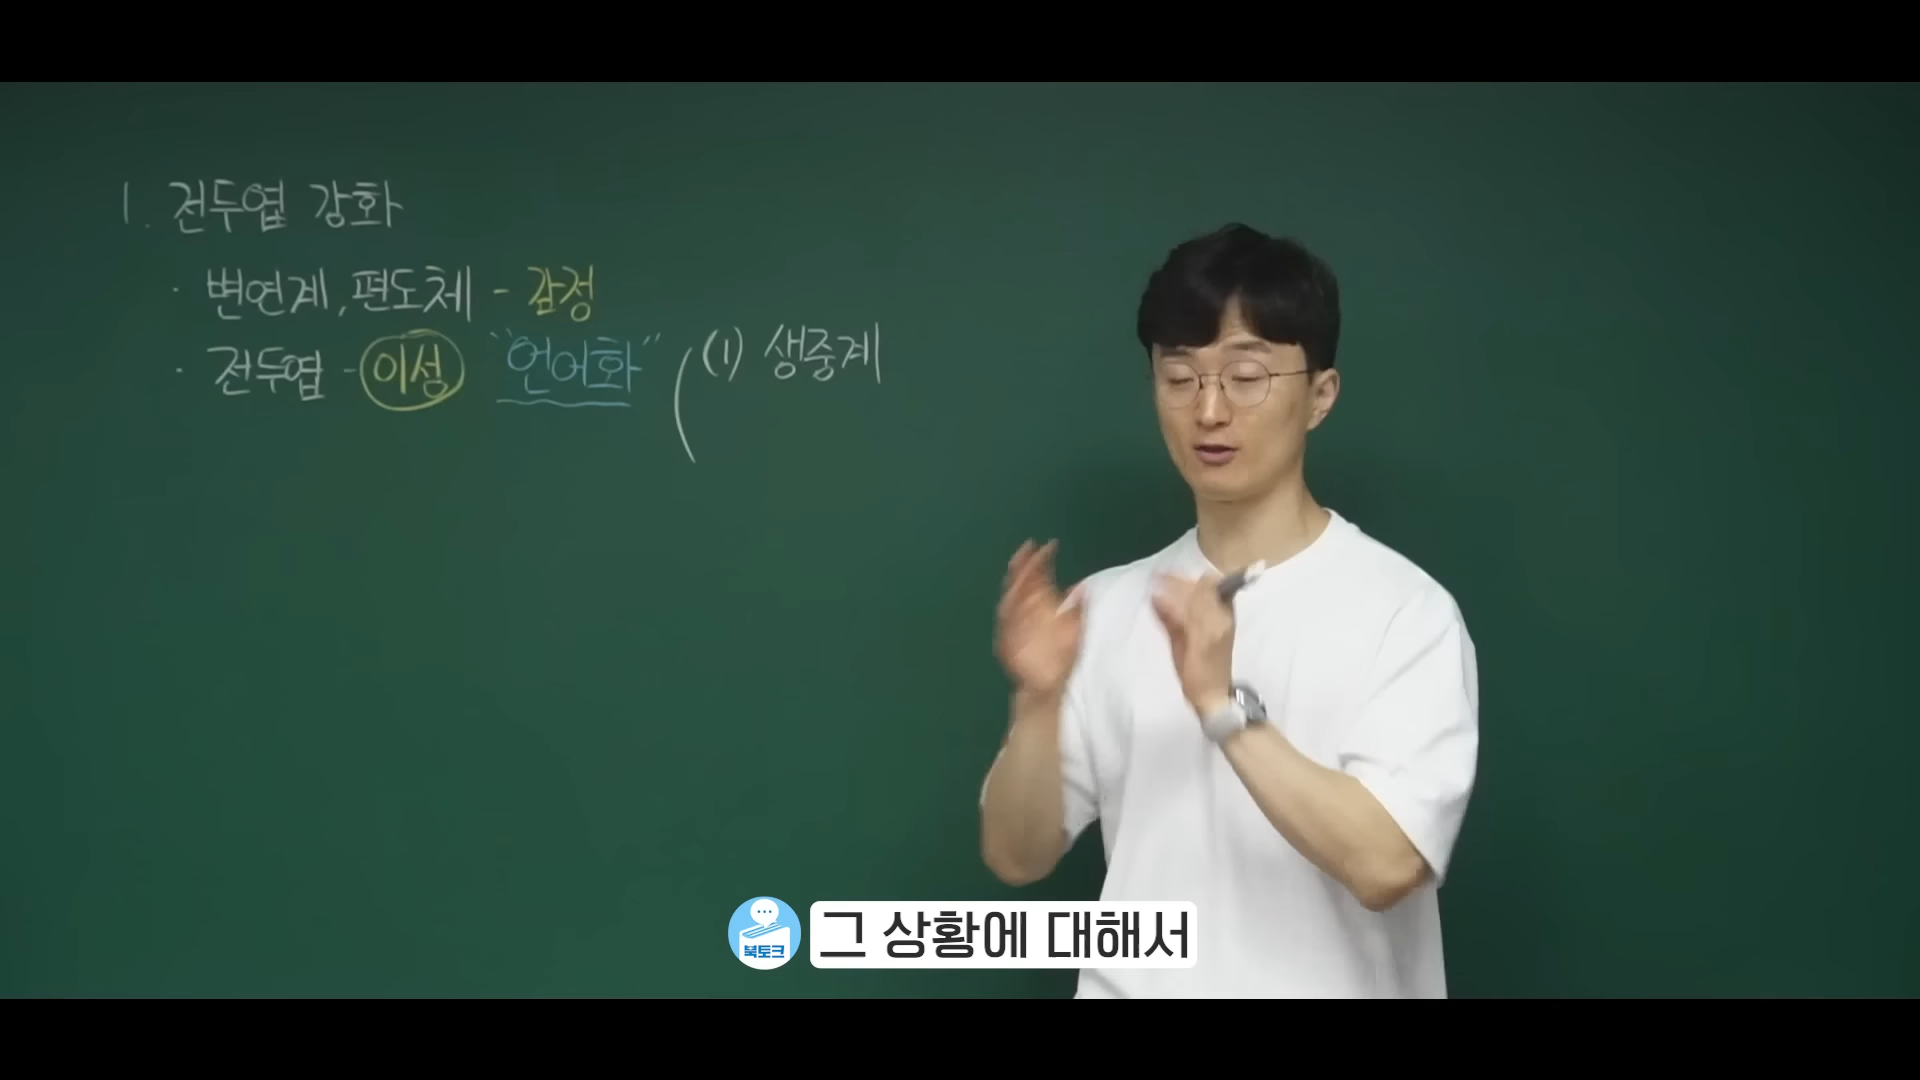 1. 전두엽 강화
· 변연계, 편도체 - 감정
· 전두엽 - 이성 "언어화" ( (1) 생중계
북토크
그 상황에 대해서